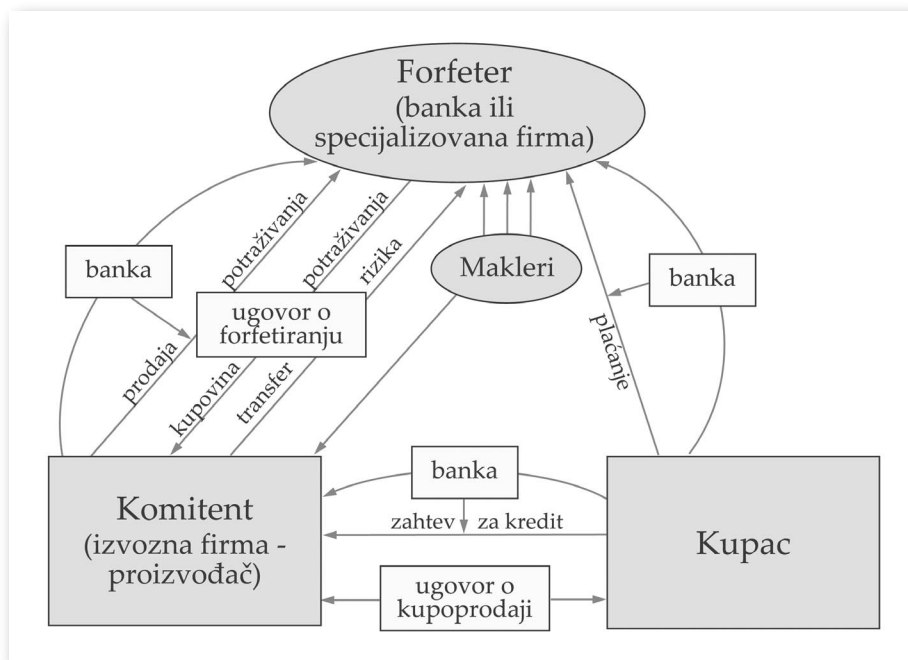 Forfeter
(banka ili
specijalizovana firma)
banka
potraživanja
potraživanja
rizika
Makleri
banka
ugovor o
forfetiranju
plaćanje
prodaja
kupovina
transfer
Komitent
(izvozna firma -
proizvođač)
banka
zahtev za kredit
ugovor o
kupoprodaji
Kupac